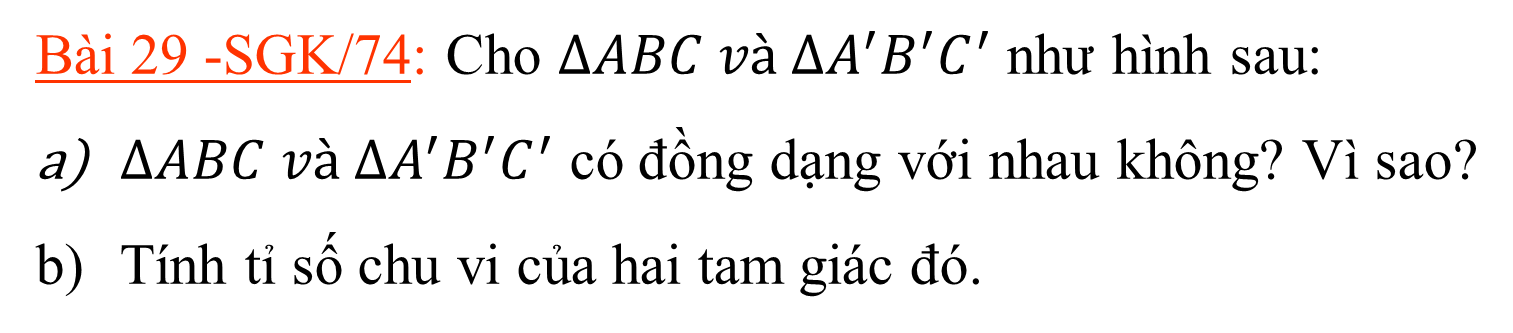 Bài 29 -SGK/74: Cho ΔABC và ΔA′B′C′ như hình sau:
a) ΔABC và ΔA′B′C′ có đồng dạng với nhau không? Vì sao?
b) Tính tỉ số chu vi của hai tam giác đó.